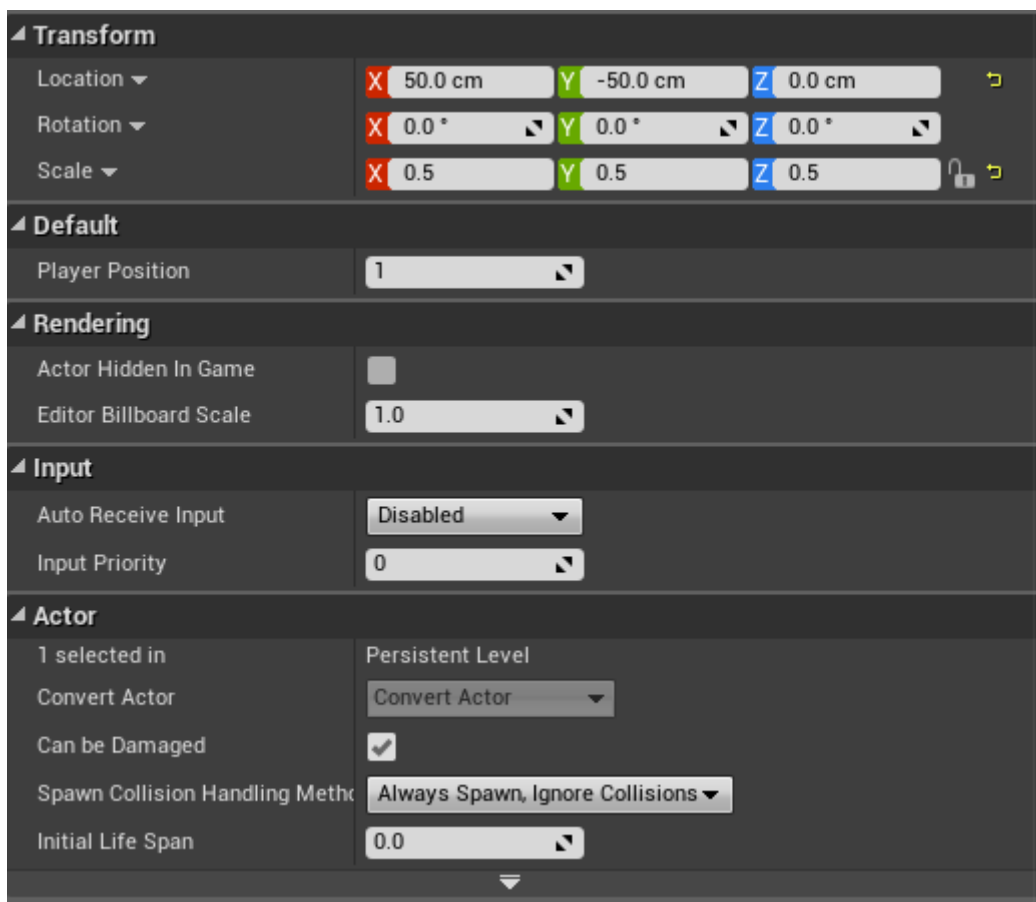 Transform
Location X 50.0 cm Y -50.0 cm Z 0.0 cm
Rotation X 0.0 ° Y 0.0 ° Z 0.0 °
Scale X 0.5 Y 0.5 Z 0.5
Default
Player Position 1
Rendering
Actor Hidden In Game
Editor Billboard Scale 1.0
Input
Auto Receive Input Disabled
Input Priority 0
Actor
1 selected in Persistent Level
Convert Actor Convert Actor
Can be Damaged
Spawn Collision Handling Metho Always Spawn, Ignore Collisions
Initial Life Span 0.0